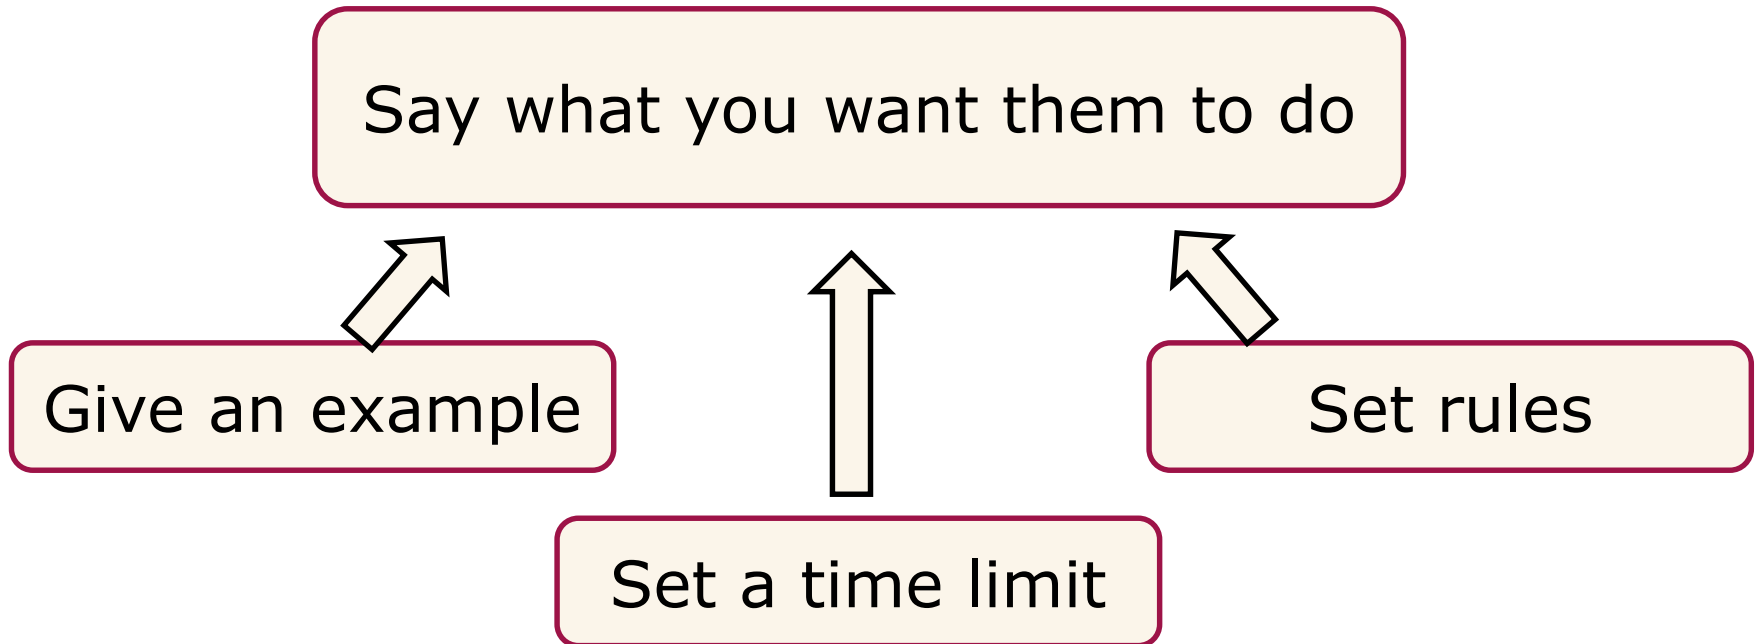 Say what you want them to do
Give an example
Set rules
Set a time limit